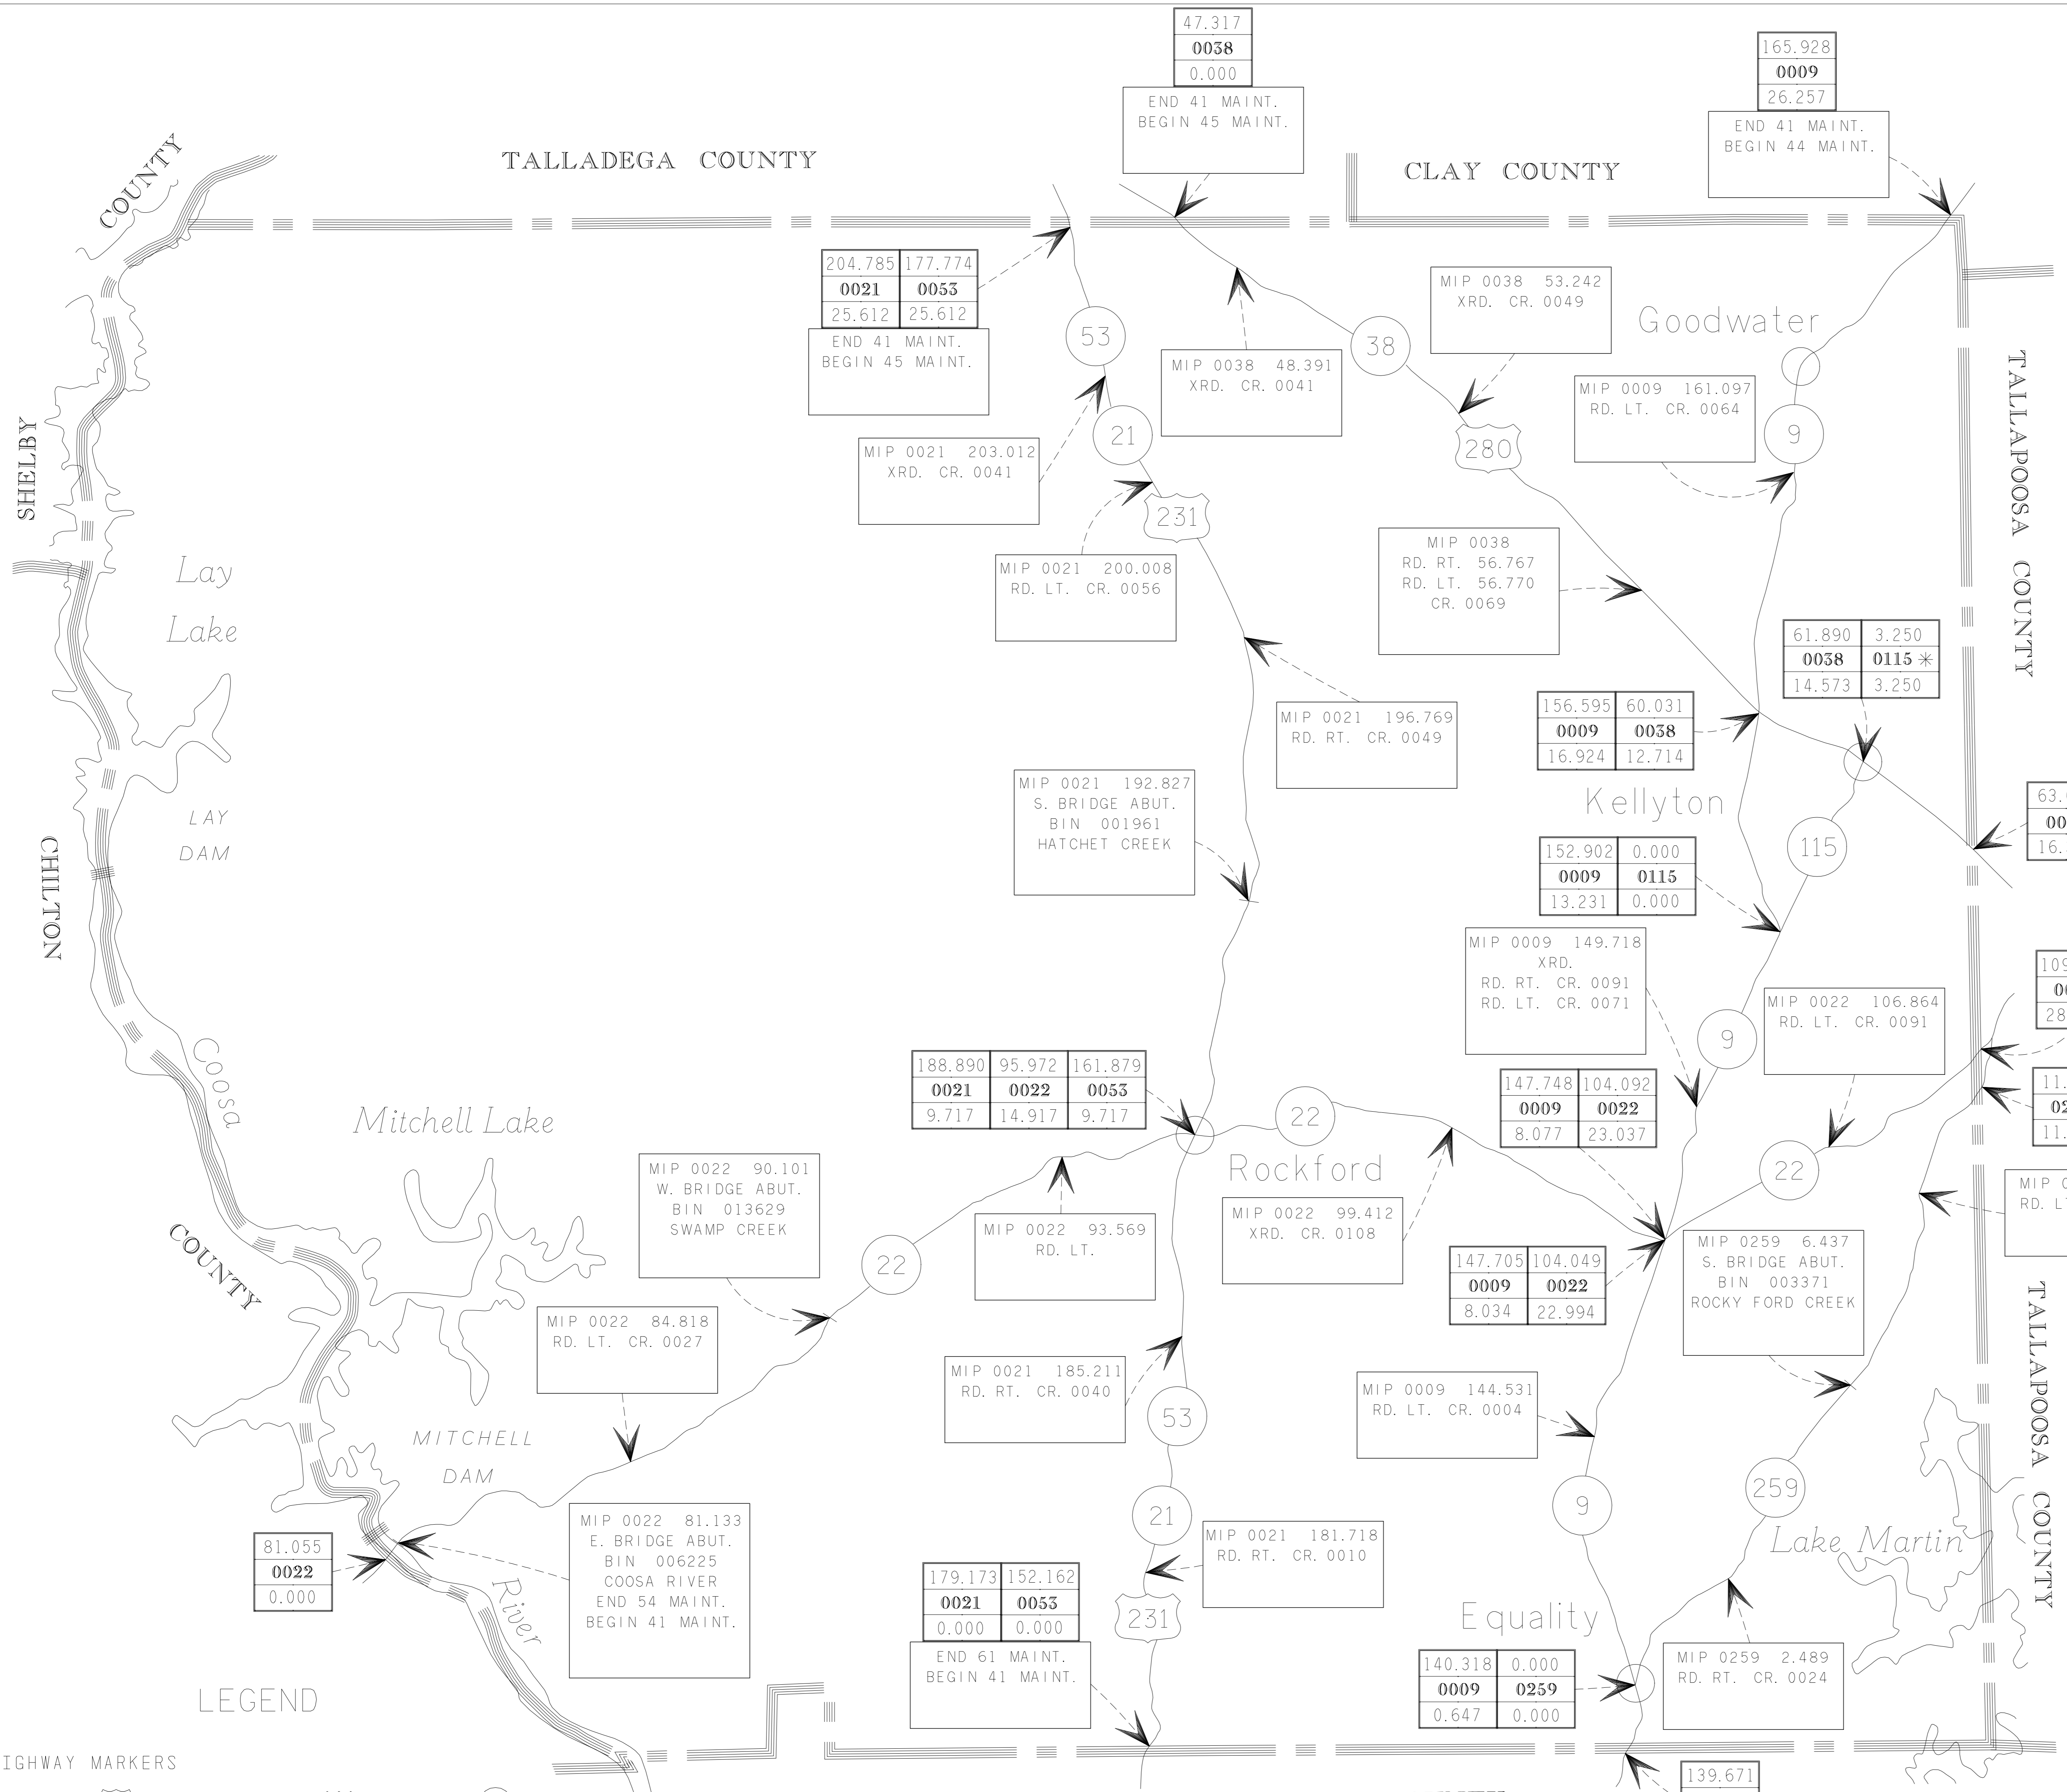 47.317
0038
0.000
END 41 MAINT.
BEGIN 45 MAINT.
165.928
0009
26.257
END 41 MAINT.
BEGIN 44 MAINT.
COUNTY
TALLADEGA COUNTY
CLAY COUNTY
204.785 177.774
0021 0053
25.612 25.612
END 41 MAINT.
BEGIN 45 MAINT.
53
MIP 0038 48.391
XRD. CR. 0041
38
MIP 0038 53.242
XRD. CR. 0049
Goodwater
MIP 0009 161.097
RD. LT. CR. 0064
9
TALLAPOOSA COUNTY
SHELBY
MIP 0021 203.012
XRD. CR. 0041
21
280
231
MIP 0021 200.008
RD. LT. CR. 0056
MIP 0038
RD. RT. 56.767
RD. LT. 56.770
CR. 0069
Lay
Lake
61.890 3.250
0038 0115 *
14.573 3.250
MIP 0021 196.769
RD. RT. CR. 0049
156.595 60.031
0009 0038
16.924 12.714
Kellyton
MIP 0021 192.827
S. BRIDGE ABUT.
BIN 001961
HATCHET CREEK
LAY
DAM
CHILTON
115
152.902 0.000
0009 0115
13.231 0.000
MIP 0009 149.718
XRD.
RD. RT. CR. 0091
RD. LT. CR. 0071
9
MIP 0022 106.864
RD. LT. CR. 0091
Coosa
188.890 95.972 161.879
0021 0022 0053
9.717 14.917 9.717
22
147.748 104.092
0009 0022
8.077 23.037
Mitchell Lake
Rockford
22
MIP 0022 90.101
W. BRIDGE ABUT.
BIN 013629
SWAMP CREEK
MIP 0022 93.569
RD. LT.
MIP 0022 99.412
XRD. CR. 0108
COUNTY
22
147.705 104.049
0009 0022
8.034 22.994
MIP 0259 6.437
S. BRIDGE ABUT.
BIN 003371
ROCKY FORD CREEK
MIP 0022 84.818
RD. LT. CR. 0027
MIP 0021 185.211
RD. RT. CR. 0040
53
MIP 0009 144.531
RD. LT. CR. 0004
TALLAPOOSA COUNTY
MITCHELL
DAM
9
259
Lake Martin
81.055
0022
0.000
MIP 0022 81.133
E. BRIDGE ABUT.
BIN 006225
COOSA RIVER
END 54 MAINT.
BEGIN 41 MAINT.
River
21
MIP 0021 181.718
RD. RT. CR. 0010
179.173 152.162
0021 0053
0.000 0.000
END 61 MAINT.
BEGIN 41 MAINT.
231
Equality
140.318 0.000
0009 0259
0.647 0.000
MIP 0259 2.489
RD. RT. CR. 0024
LEGEND
IGHWAY MARKERS
139.671